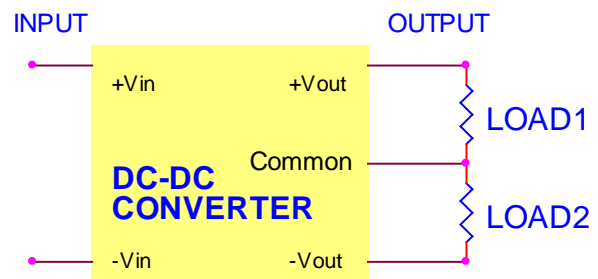 INPUT
OUTPUT
+Vin
+Vout
LOAD1
Common
DC-DC
CONVERTER
LOAD2
-Vin
-Vout